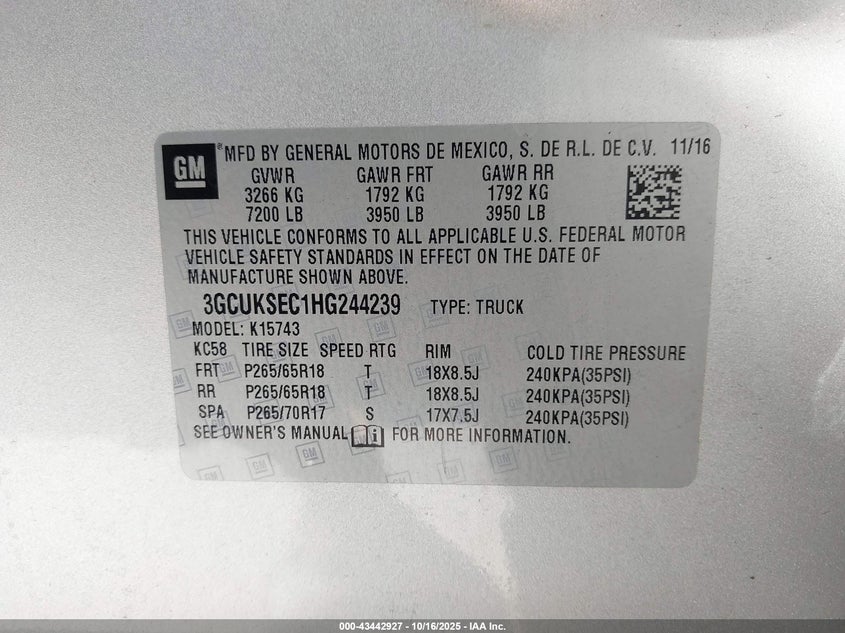 GM ® MFD BY GENERAL MOTORS DE MEXICO, S. DE R.L. DE C.V. 11/16
GVWR GAWR FRT GAWR RR
3266 KG 1792 KG 1792 KG
7200 LB 3950 LB 3950 LB
THIS VEHICLE CONFORMS TO ALL APPLICABLE U.S. FEDERAL MOTOR
VEHICLE SAFETY STANDARDS IN EFFECT ON THE DATE OF
MANUFACTURE SHOWN ABOVE.
3GCUKSEC1HG244239 TYPE: TRUCK
MODEL: K15743
KC58 TIRE SIZE SPEED RTG RIM COLD TIRE PRESSURE
FRT P265/65R18 T 18X8.5J 240KPA(35PSI)
RR P265/65R18 T 18X8.5J 240KPA(35PSI)
SPA P265/70R17 S 17X7.5J 240KPA(35PSI)
SEE OWNER'S MANUAL FOR MORE INFORMATION.
000-43442927 - 10/16/2025 - IAA Inc.